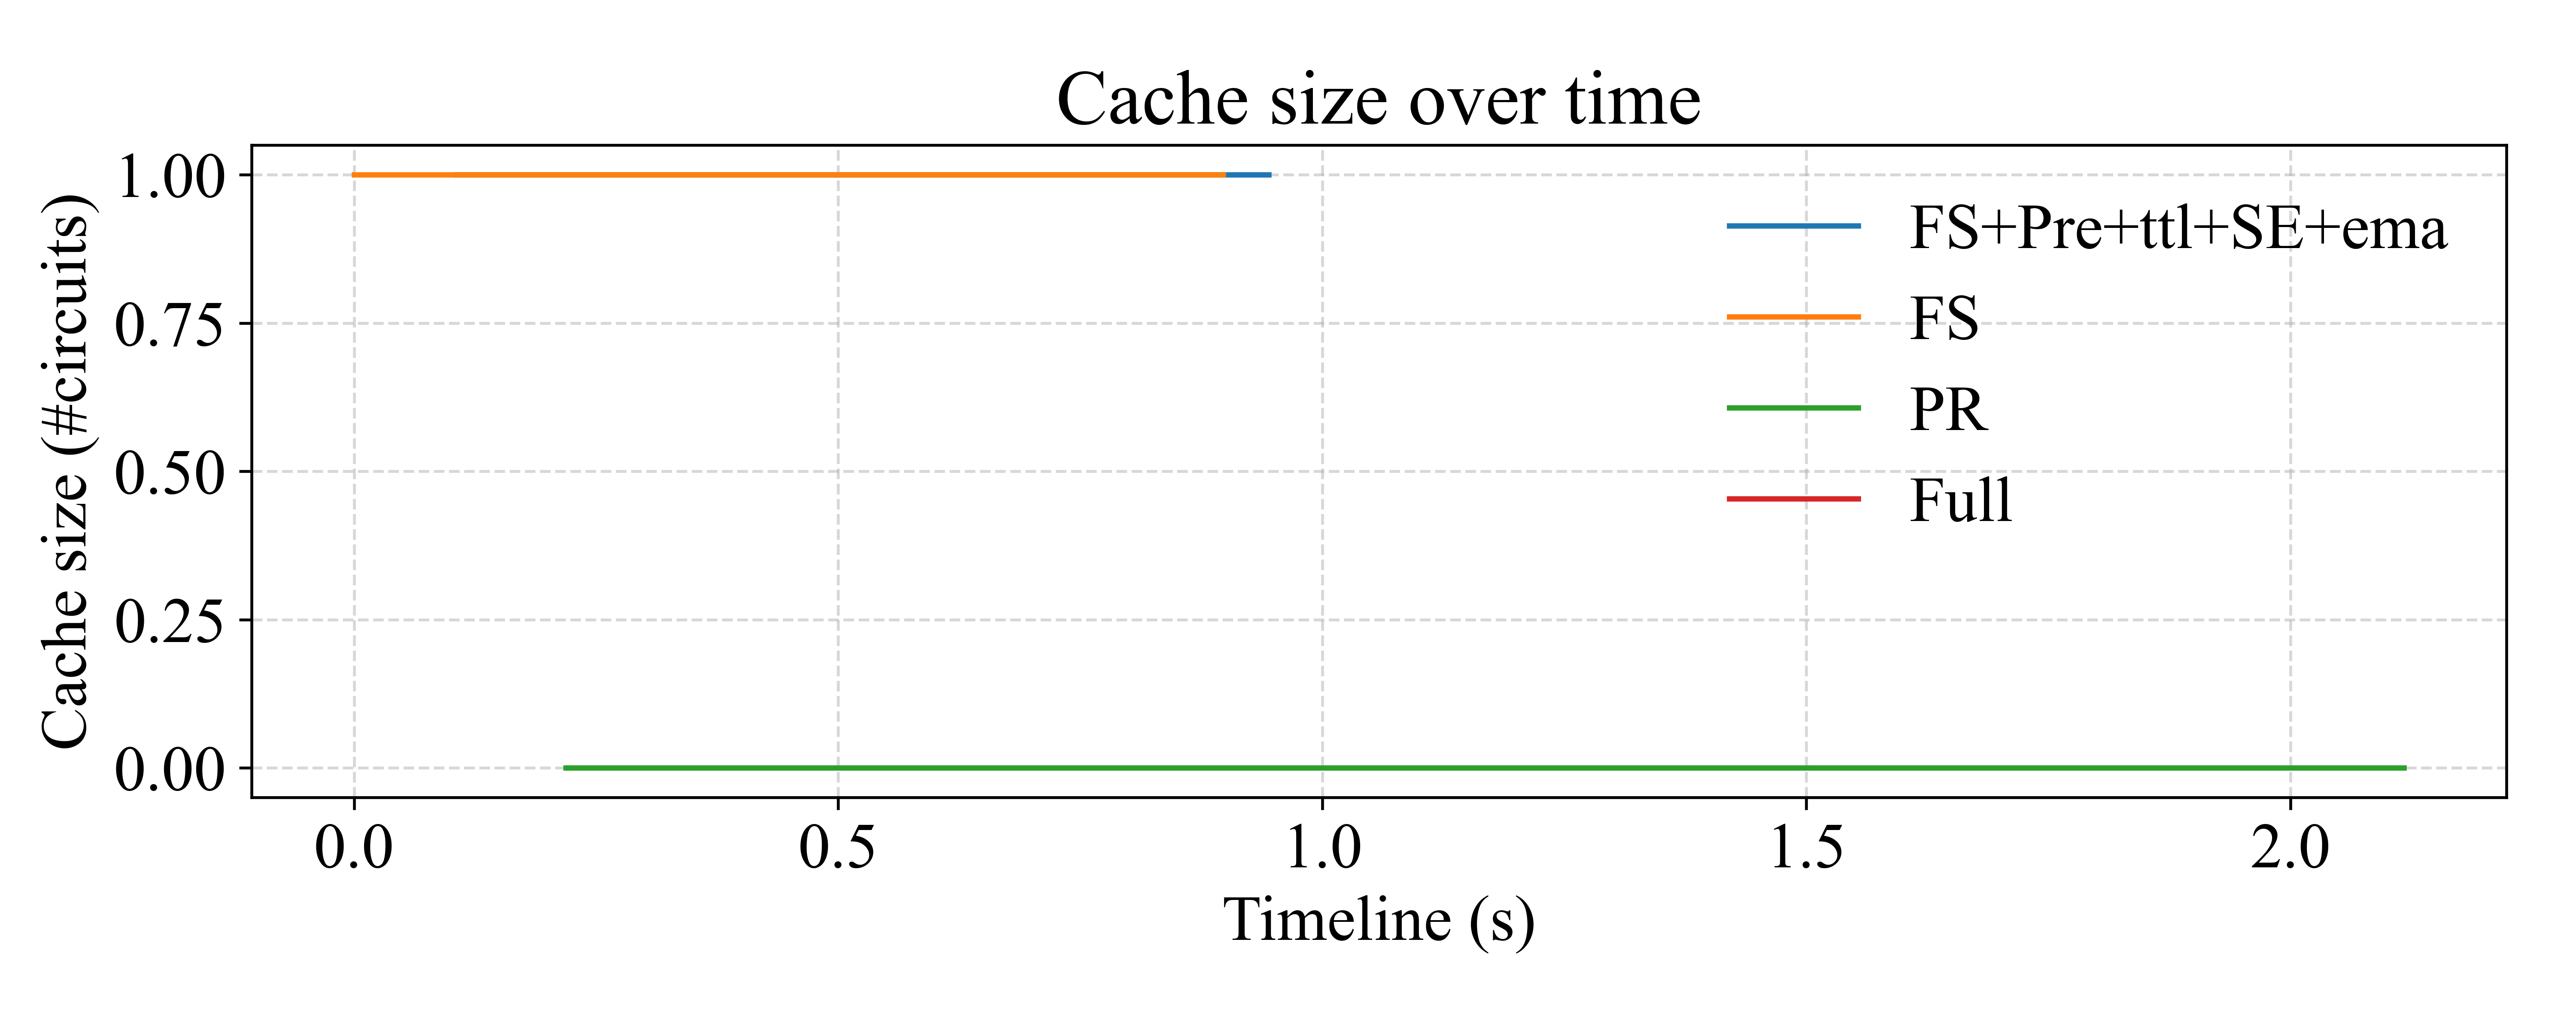 Cache size over time
Cache size (#circuits)
1.00
0.75
0.50
0.25
0.00
FS+Pre+ttl+SE+ema
FS
PR
Full
0.0 0.5 1.0 1.5 2.0
Timeline (s)